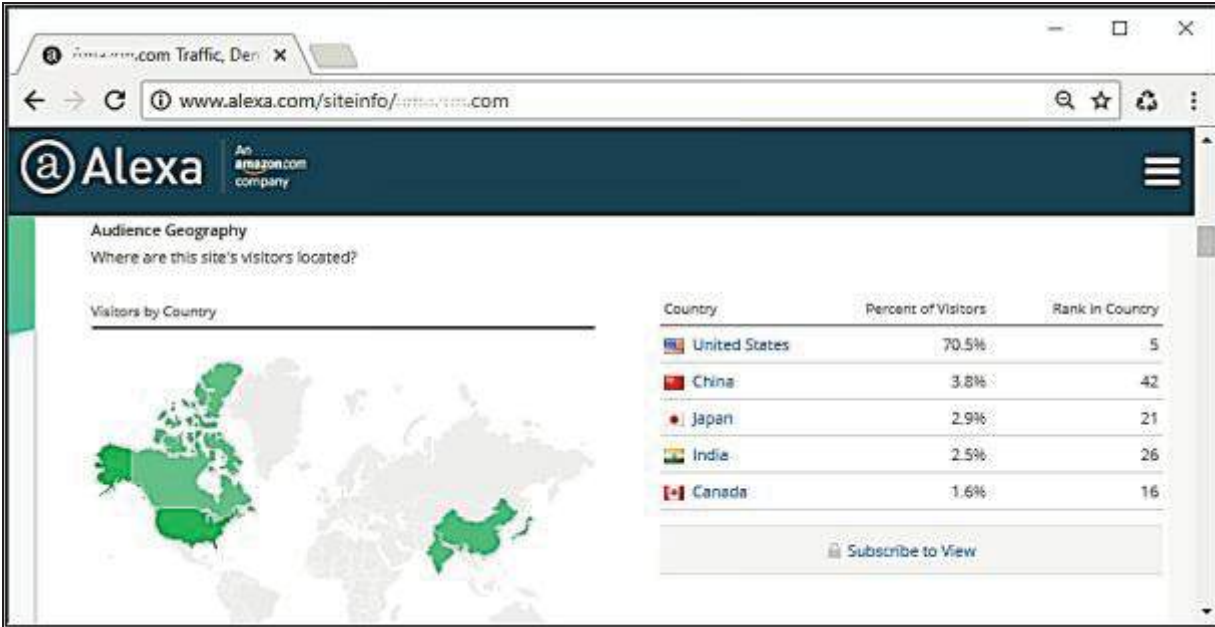 .com Traffic, Der
www.alexa.com/siteinfo/ .com
a Alexa
An
amazon.com
company
Audience Geography
Where are this site's visitors located?
Visitors by Country
Country Percent of Visitors Rank in Country
United States 70.5% 5
China 3.8% 42
Japan 2.9% 21
India 2.5% 26
Canada 1.6% 16
Subscribe to View